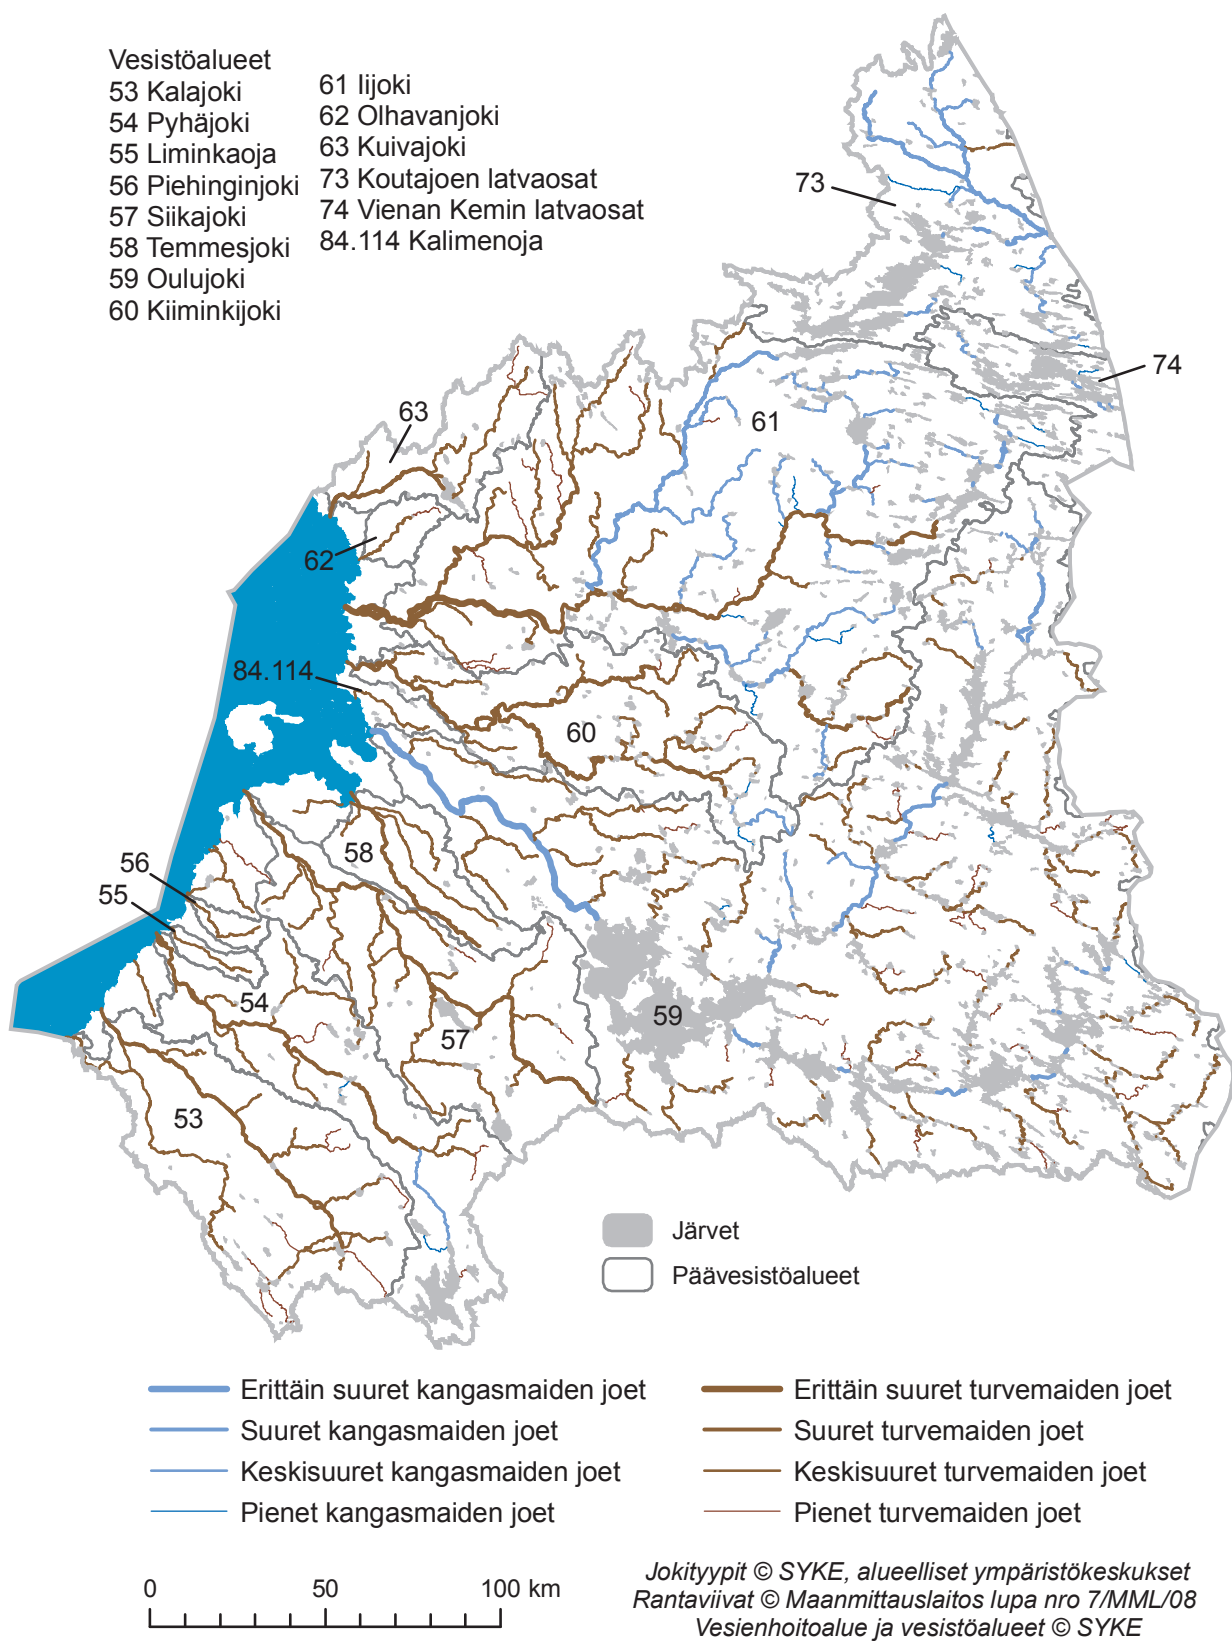 Vesistöalueet
53 Kalajoki
54 Pyhäjoki
55 Liminkaoja
56 Piehinginjoki
57 Siikajoki
58 Temmesjoki
59 Oulujoki
60 Kiiminkijoki
61 Iijoki
62 Olhavanjoki
63 Kuivajoki
73 Koutajoen latvaosat
74 Vienan Kemin latvaosat
84.114 Kalimenoja
73
74
63
61
62
84.114
60
58
56
55
54
59
57
53
Järvet
Päävesistöalueet
Erittäin suuret kangasmaiden joet
Suuret kangasmaiden joet
Keskisuuret kangasmaiden joet
Pienet kangasmaiden joet
Erittäin suuret turvemaiden joet
Suuret turvemaiden joet
Keskisuuret turvemaiden joet
Pienet turvemaiden joet
0 50 100 km
Jokityypit © SYKE, alueelliset ympäristökeskukset
Rantaviivat © Maanmittauslaitos lupa nro 7/MML/08
Vesienhoitoalue ja vesistöalueet © SYKE